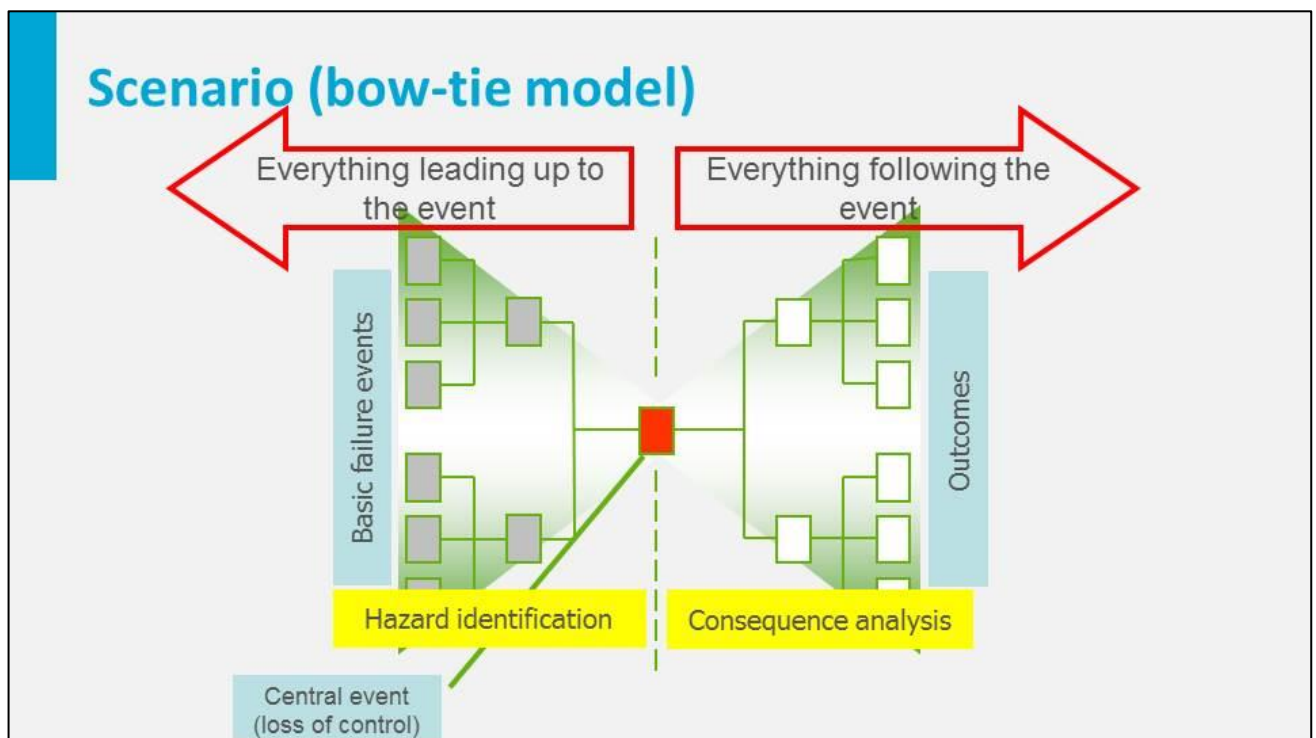 Scenario (bow-tie model)
Everything leading up to
the event
Everything following the
event
Basic failure events
Outcomes
Hazard identification
Consequence analysis
Central event
(loss of control)